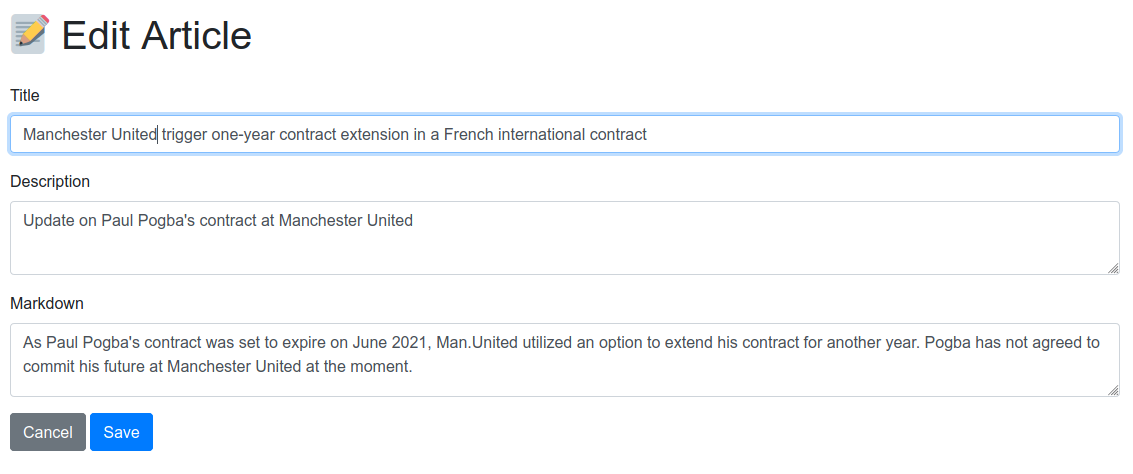 Edit Article
Title
Manchester United trigger one-year contract extension in a French international contract
Description
Update on Paul Pogba's contract at Manchester United
Markdown
As Paul Pogba's contract was set to expire on June 2021, Man.United utilized an option to extend his contract for another year. Pogba has not agreed to
commit his future at Manchester United at the moment.
Cancel Save